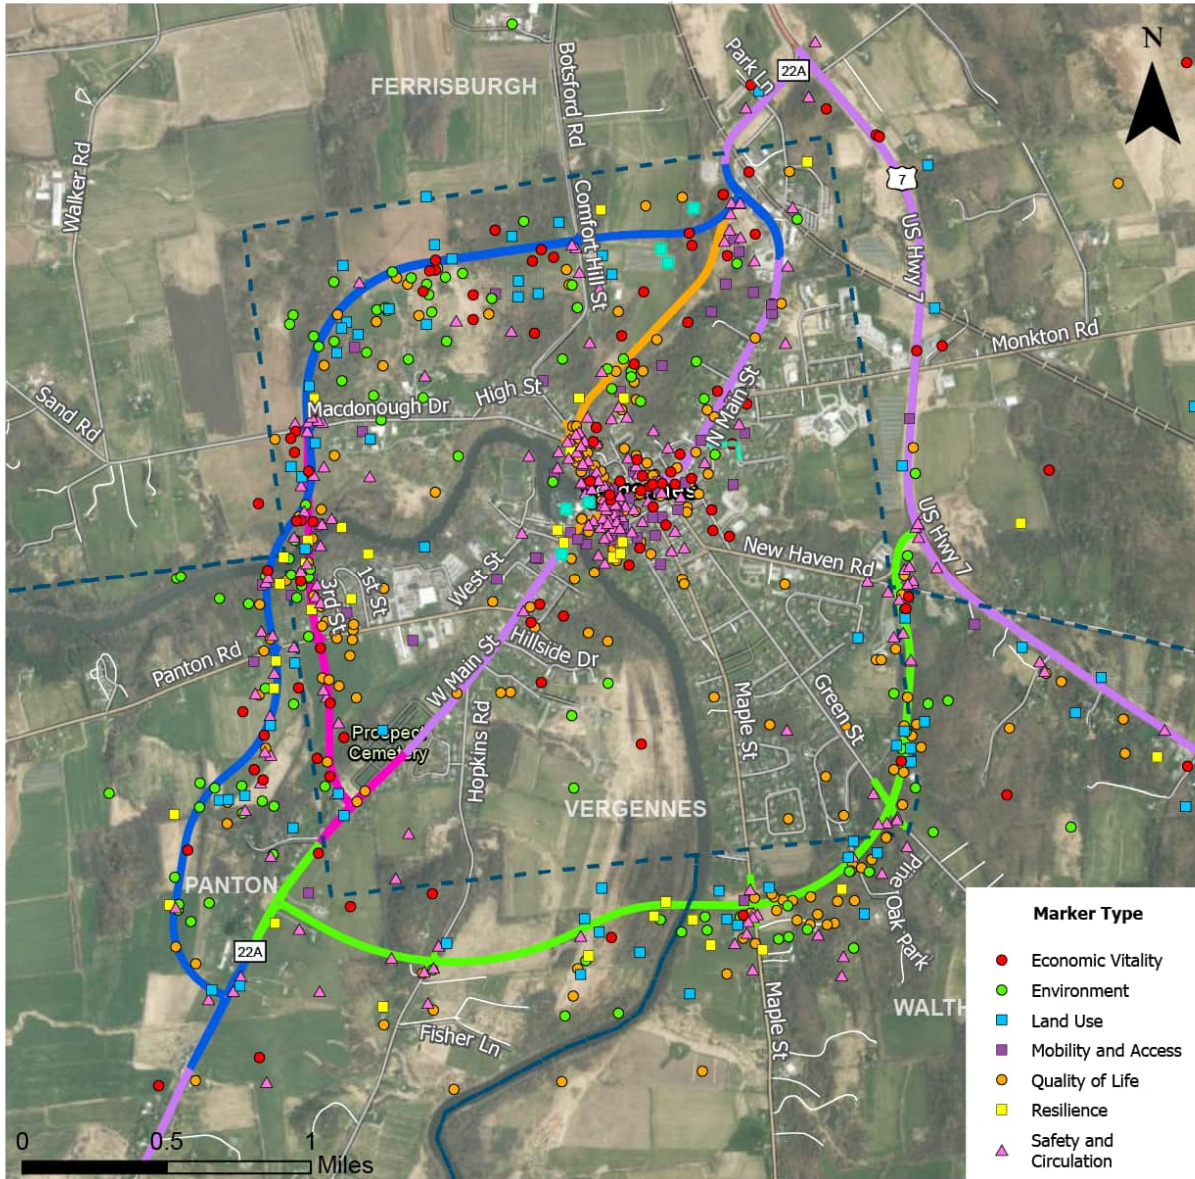 N
Park Ln
22A
FERRISBURGH
Botsford Rd
Walker Rd
7
Comfort Hill St
US Hwy 7
Monkton Rd
Sand Rd
High St
Macdonough Dr
W Main St
US Hwy 7
New Haven Rd
West St
1st St
3rd St
Panton Rd
Hillside Dr
W Main St
Green St
Maple St
Hopkins Rd
Cemetery
VERGENNES
PANTON
Pine Oak Park
22A
WALTH
Maple St
Fisher Ln
Marker Type
Economic Vitality
Environment
Land Use
Mobility and Access
Quality of Life
Resilience
Safety and
Circulation
0 0.5 1
Miles